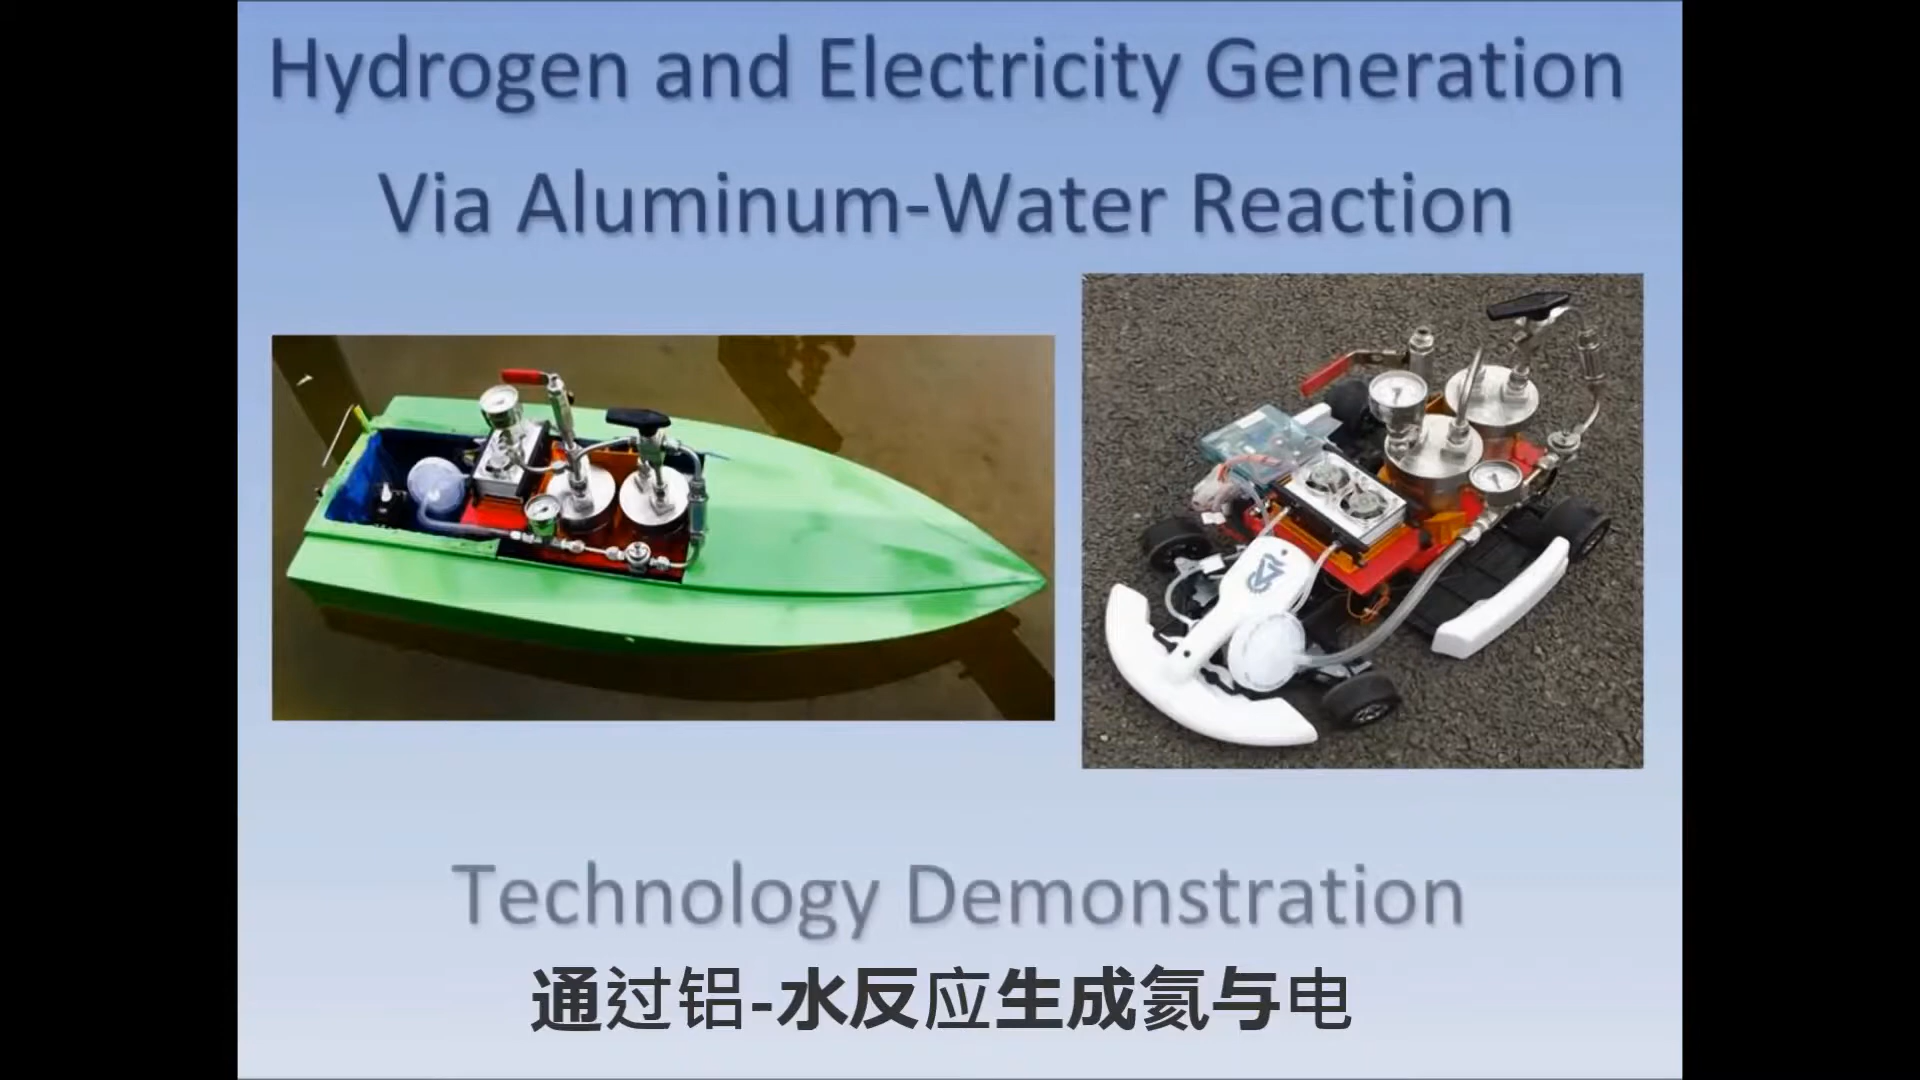 Hydrogen and Electricity Generation
Via Aluminum-Water Reaction
Technology Demonstration
通过铝-水反应生成氦与电